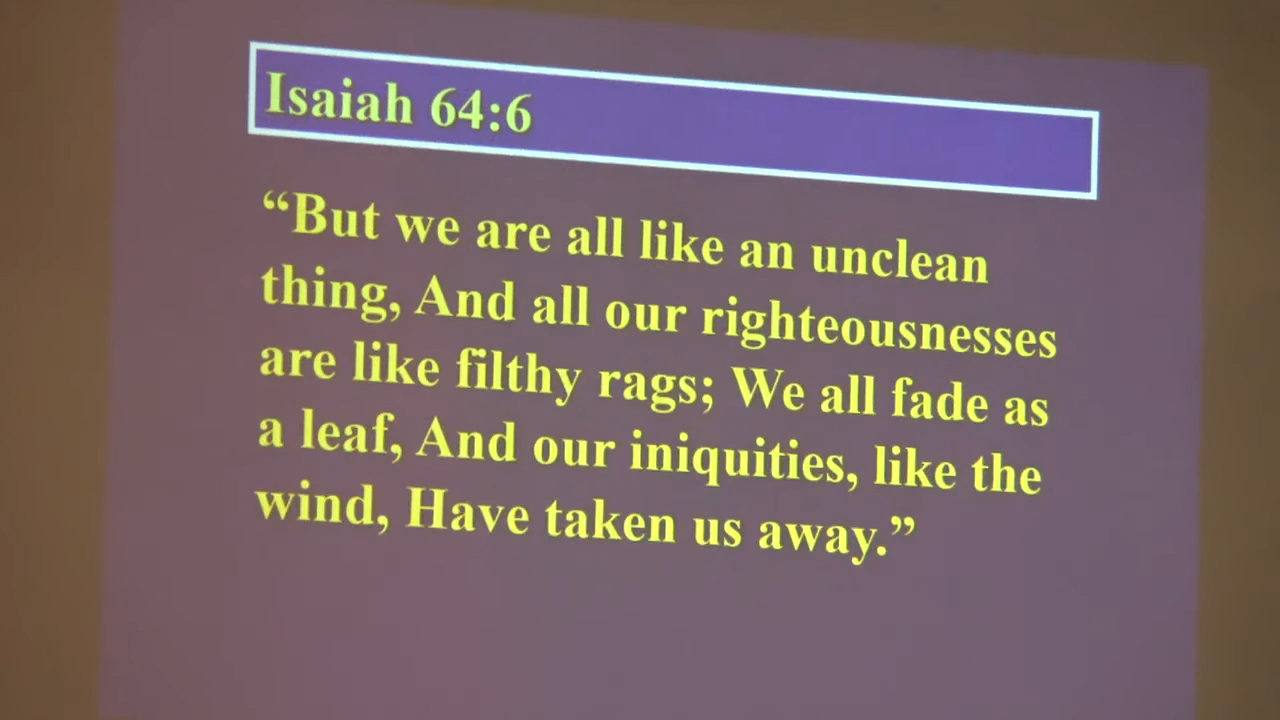 Isaiah 64:6
“But we are all like an unclean
thing, And all our righteousnesses
are like filthy rags; We all fade as
a leaf, And our iniquities, like the
wind, Have taken us away.”